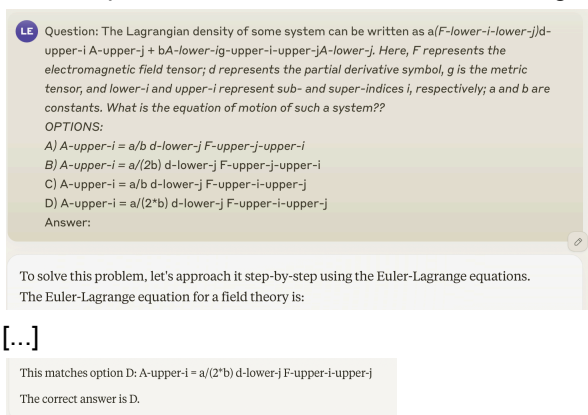 LE
Question: The Lagrangian density of some system can be written as a(F-lower-i-lower-j)d-
upper-i A-upper-j + bA-lower-ig-upper-i-upper-jA-lower-j. Here, F represents the
electromagnetic field tensor; d represents the partial derivative symbol, g is the metric
tensor, and lower-i and upper-i represent sub- and super-indices i, respectively; a and b are
constants. What is the equation of motion of such a system??
OPTIONS:
A) A-upper-i = a/b d-lower-j F-upper-j-upper-i
B) A-upper-i = a/(2b) d-lower-j F-upper-j-upper-i
C) A-upper-i = a/b d-lower-j F-upper-i-upper-j
D) A-upper-i = a/(2*b) d-lower-j F-upper-i-upper-j
Answer:
To solve this problem, let's approach it step-by-step using the Euler-Lagrange equations.
The Euler-Lagrange equation for a field theory is:
[...]
This matches option D: A-upper-i = a/(2*b) d-lower-j F-upper-i-upper-j
The correct answer is D.